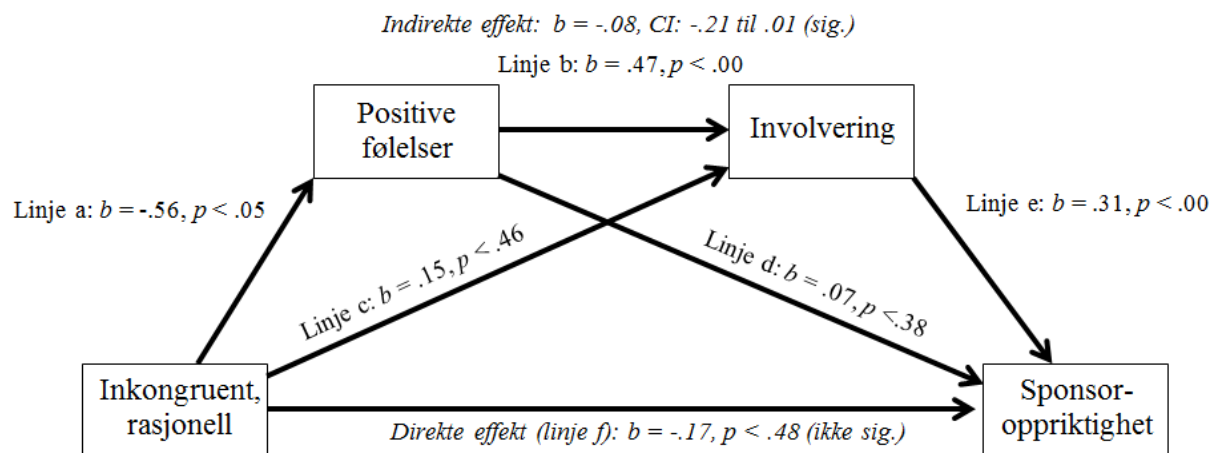 Indirekte effekt: b = -.08, CI: -.21 til .01 (sig.)
Linje b: b = .47, p < .00
Positive
følelser
Involvering
Linje a: b = -.56, p < .05
Linje e: b = .31, p < .00
Linje c: b = .15, p < .46
Linje d: b = .07, p <.38
Inkongruent,
rasjonell
Direkte effekt (linje f): b = -.17, p < .48 (ikke sig.)
Sponsor-
oppriktighet